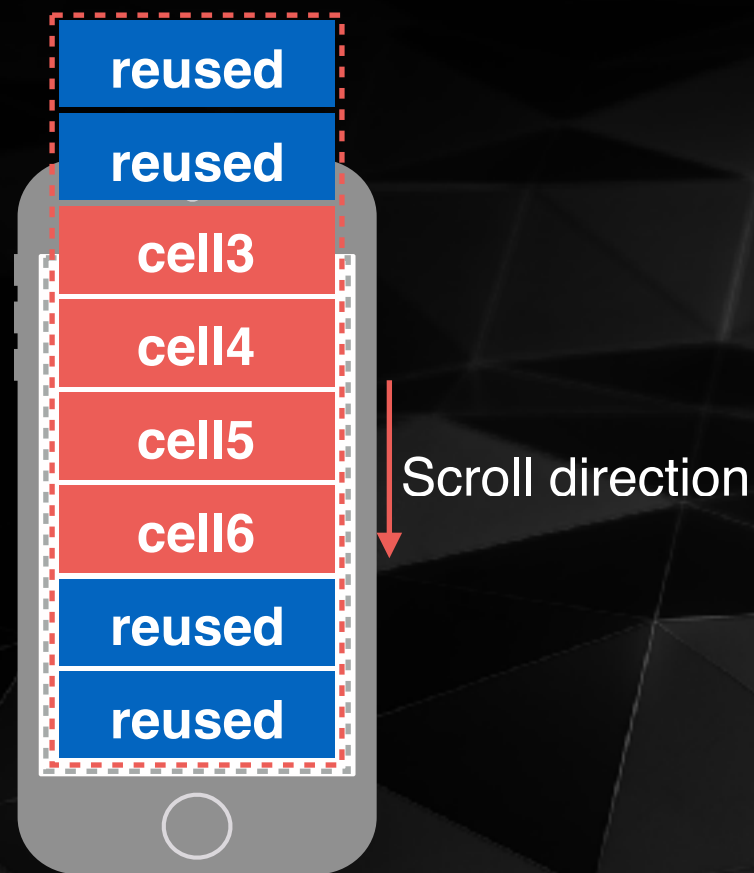 reused
reused
cell3
cell4
cell5
cell6
reused
reused
Scroll direction